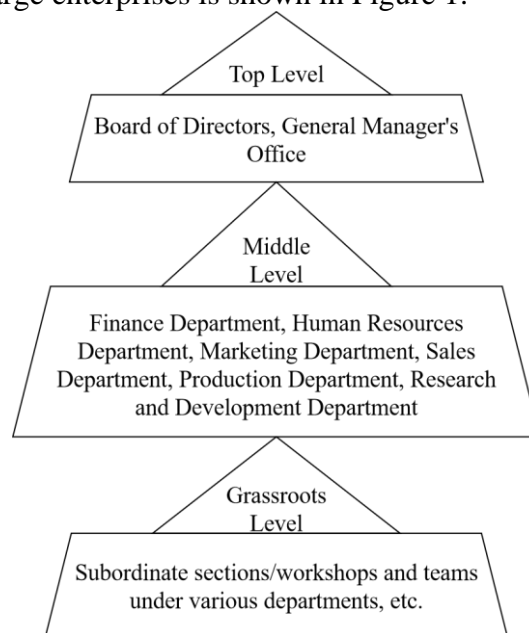 arge enterprises is shown in Figure 1.
Top Level
Board of Directors, General Manager's
Office
Middle
Level
Finance Department, Human Resources
Department, Marketing Department, Sales
Department, Production Department, Research
and Development Department
Grassroots
Level
Subordinate sections/workshops and teams
under various departments, etc.